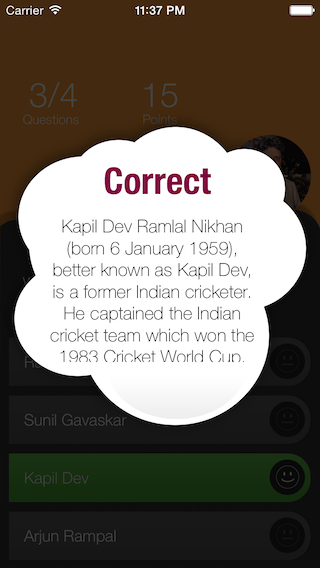 Carrier 11:37 PM
3/4 15
Questions Points
Correct
Kapil Dev Ramlal Nikhan
(born 6 January 1959),
better known as Kapil Dev,
is a former Indian cricketer.
He captained the Indian
cricket team which won the
1983 Cricket World Cup.
Sunil Gavaskar
Kapil Dev
Arjun Rampal